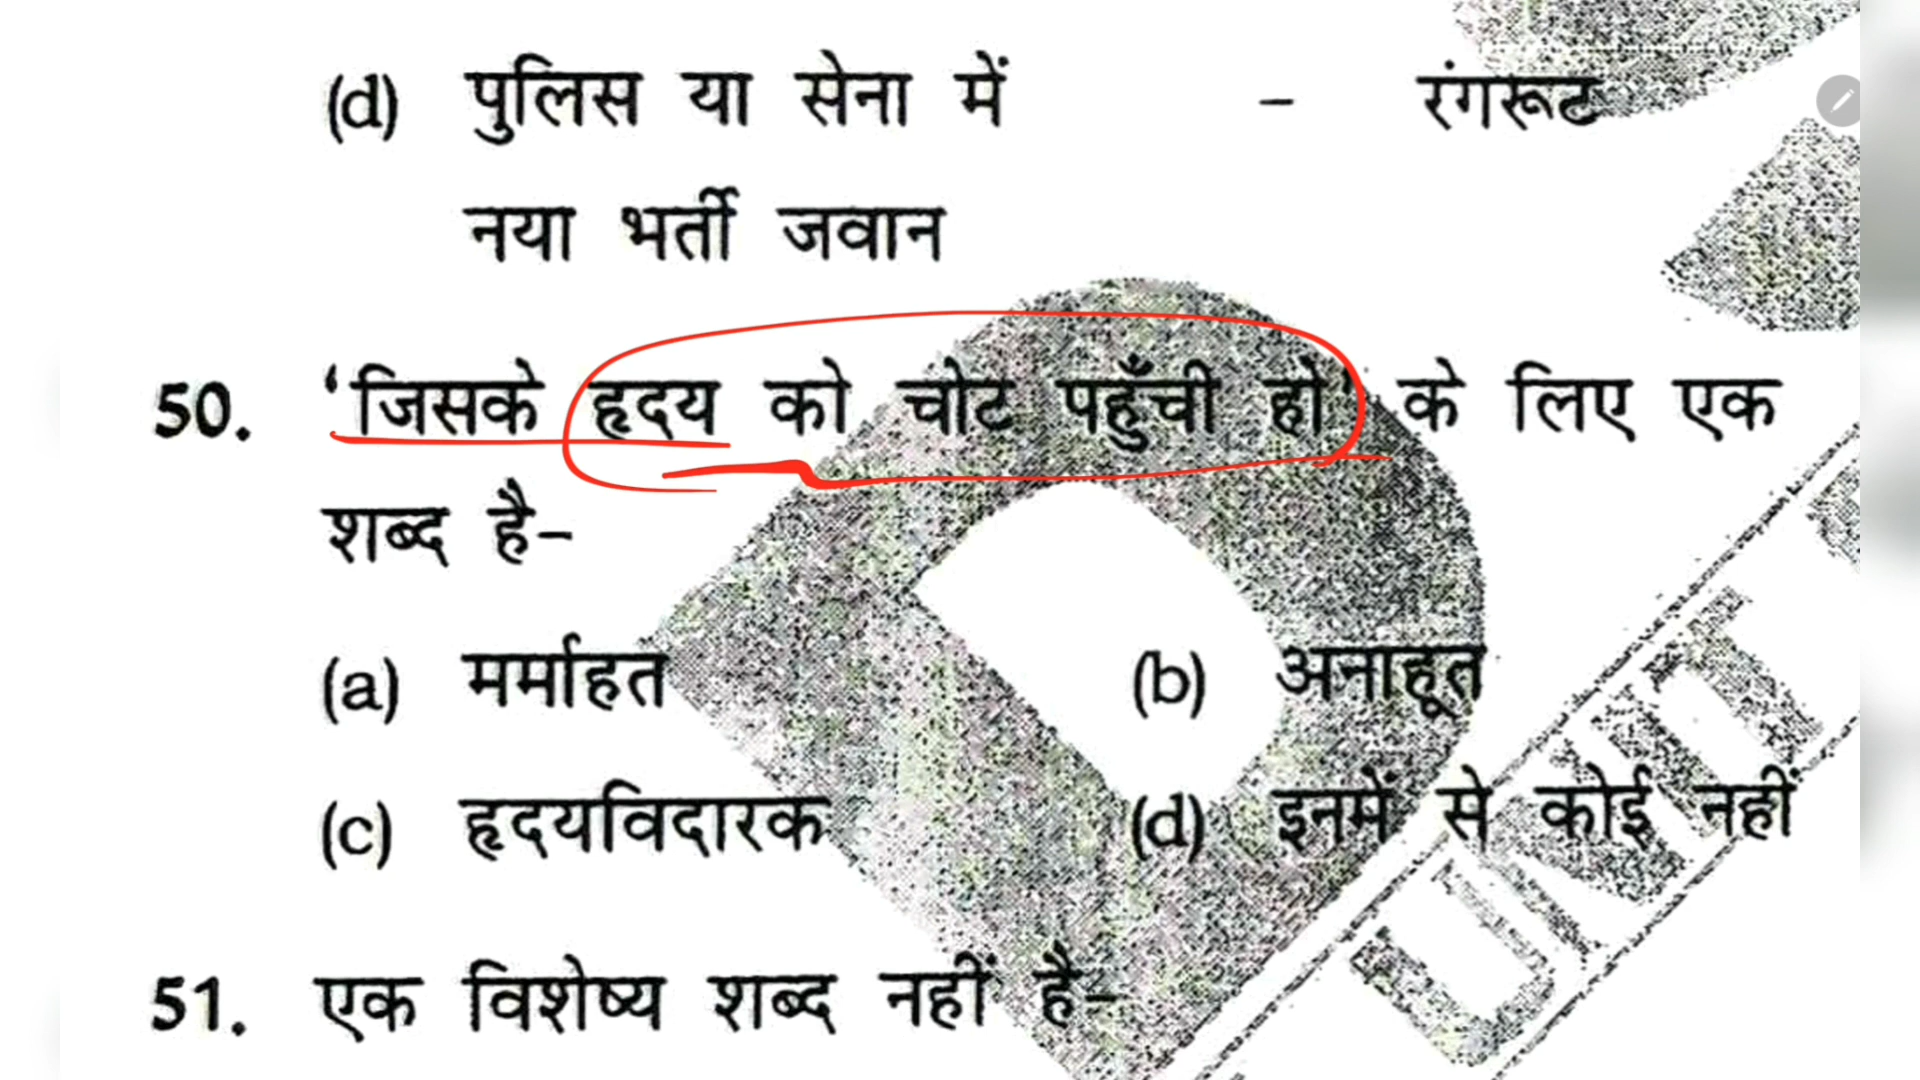 (d) पुलिस या सेना में - रंगरूट
नया भर्ती जवान
50. 'जिसके हृदय को चोट पहुँची हो' के लिए एक
शब्द है-
(a) मर्माहत (b) अनाहूत
(c) हृदयविदारक (d) इनमें से कोई नहीं
51. एक विशेष्य शब्द नहीं है-
UNIT